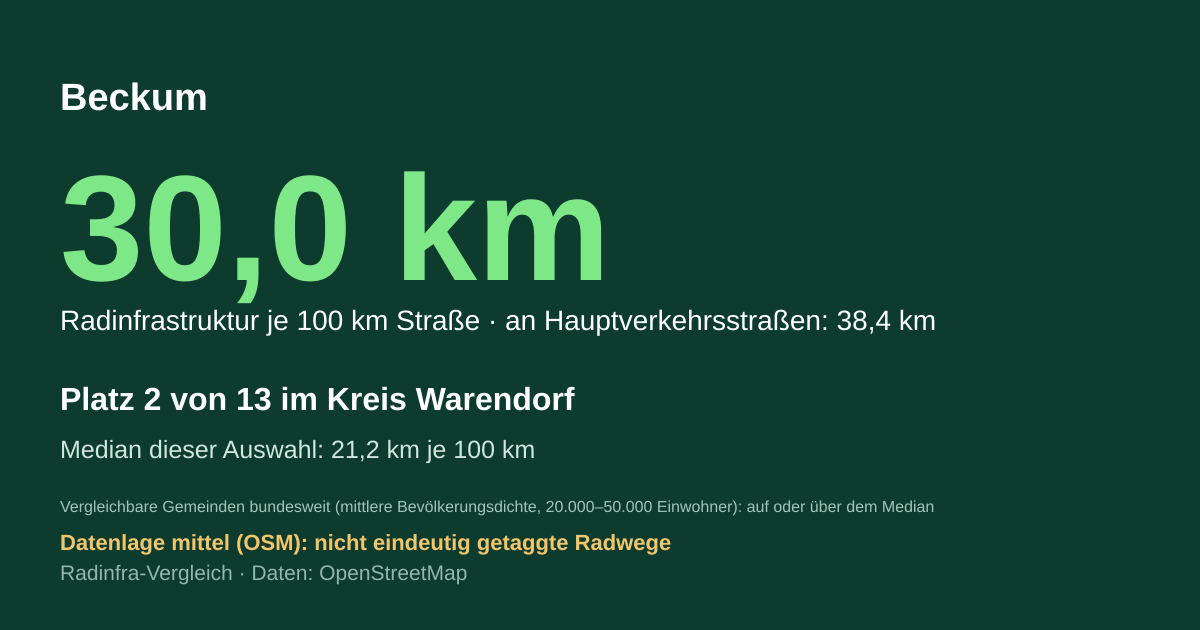 Beckum
30,0 km
Radinfrastruktur je 100 km Straße · an Hauptverkehrsstraßen: 38,4 km
Platz 2 von 13 im Kreis Warendorf
Median dieser Auswahl: 21,2 km je 100 km
Vergleichbare Gemeinden bundesweit (mittlere Bevölkerungsdichte, 20.000–50.000 Einwohner): auf oder über dem Median
Datenlage mittel (OSM): nicht eindeutig getaggte Radwege
Radinfra-Vergleich · Daten: OpenStreetMap